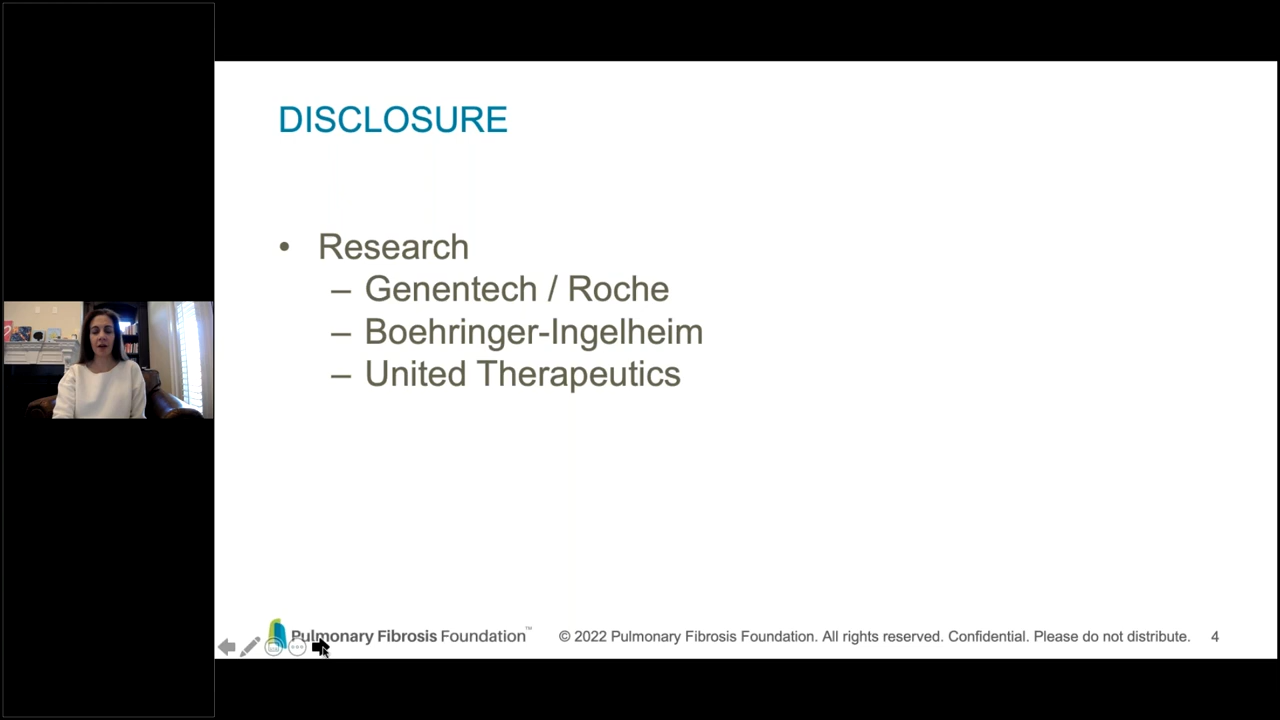 DISCLOSURE
• Research
– Genentech / Roche
– Boehringer-Ingelheim
– United Therapeutics
Pulmonary Fibrosis Foundation™ © 2022 Pulmonary Fibrosis Foundation. All rights reserved. Confidential. Please do not distribute. 4